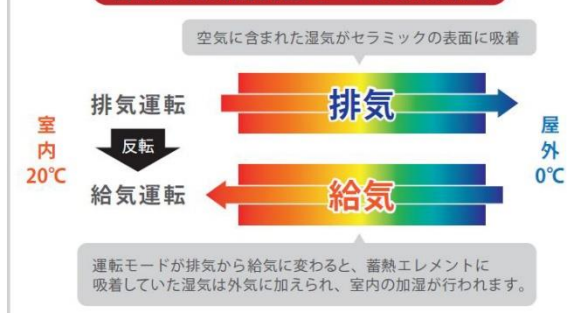 空気に含まれた湿気がセラミックの表面に吸着
排気運転
排気
反転
室内
20℃
屋外
0℃
給気運転
給気
運転モードが排気から給気に変わると、蓄熱エレメントに
吸着していた湿気は外気に加えられ、室内の加湿が行われます。